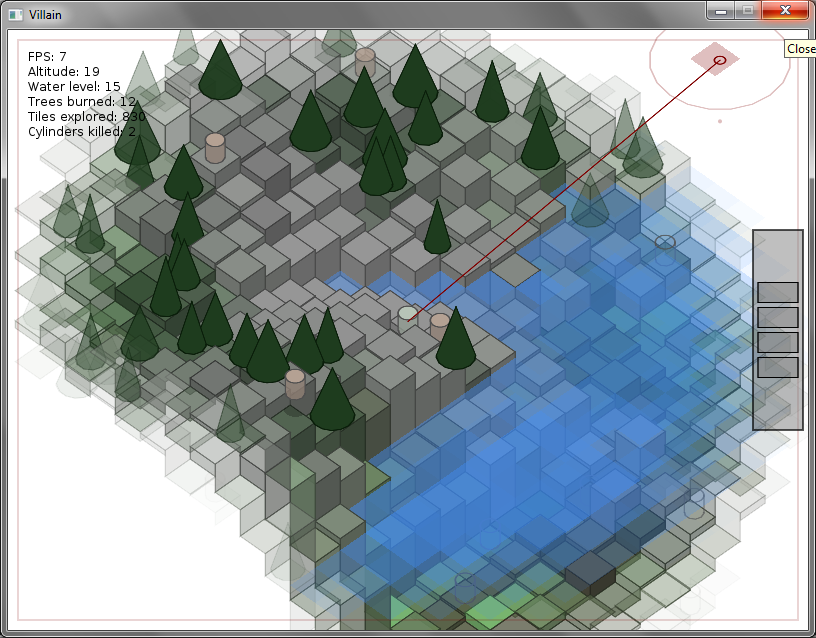 Villain
Close
FPS: 7
Altitude: 19
Water level: 15
Trees burned: 12
Tiles explored: 830
Cylinders killed: 2